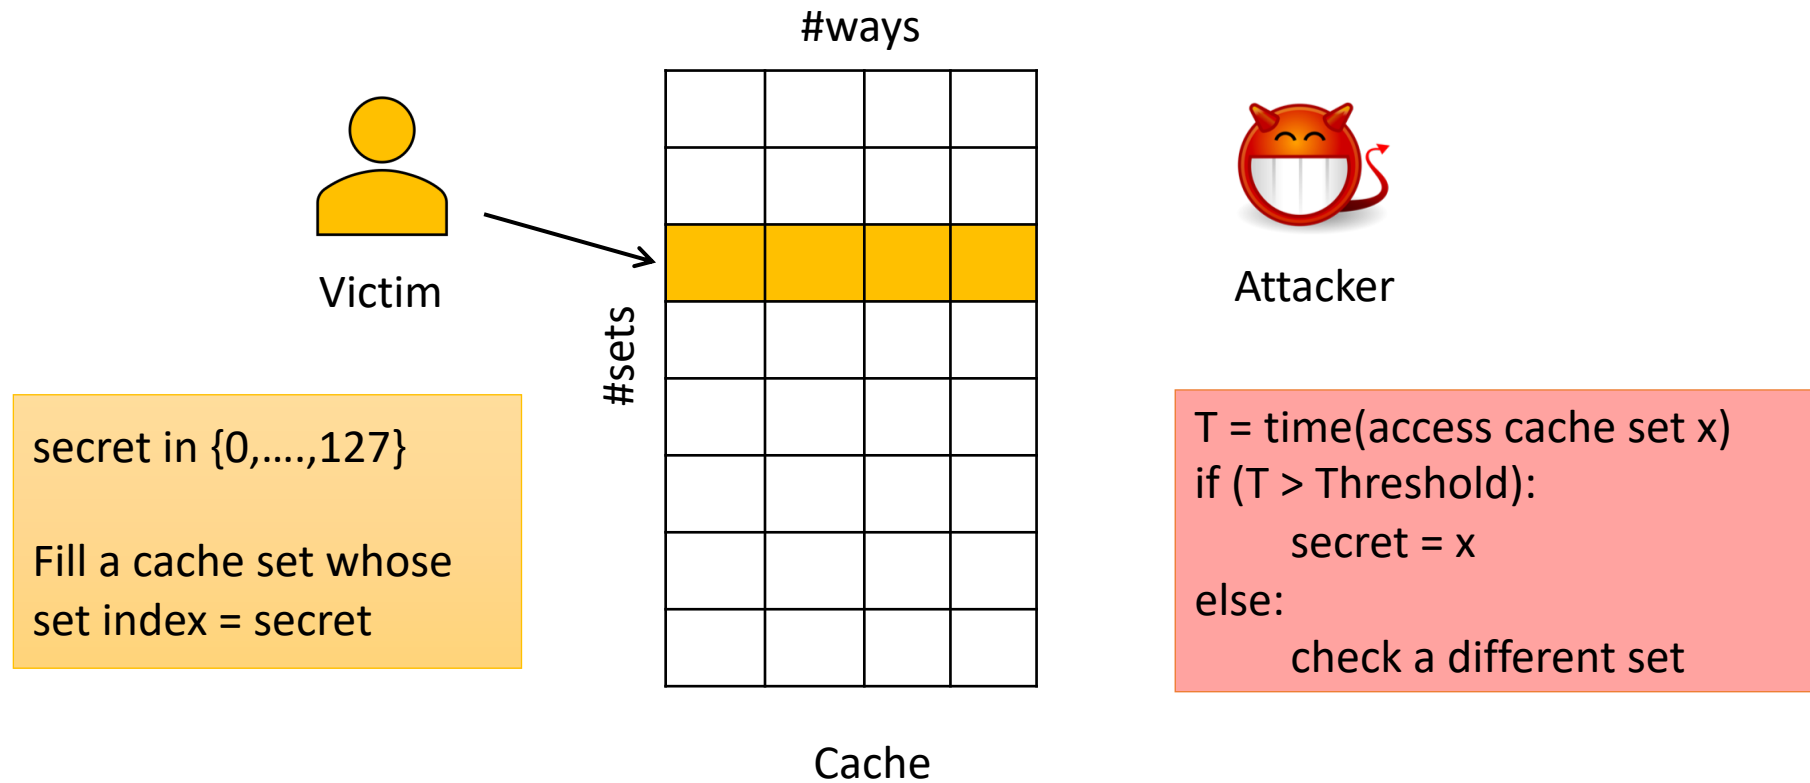 #ways
Victim
#sets
Attacker
secret in {0,....,127}
Fill a cache set whose
set index = secret
T = time(access cache set x)
if (T > Threshold):
secret = x
else:
check a different set
Cache